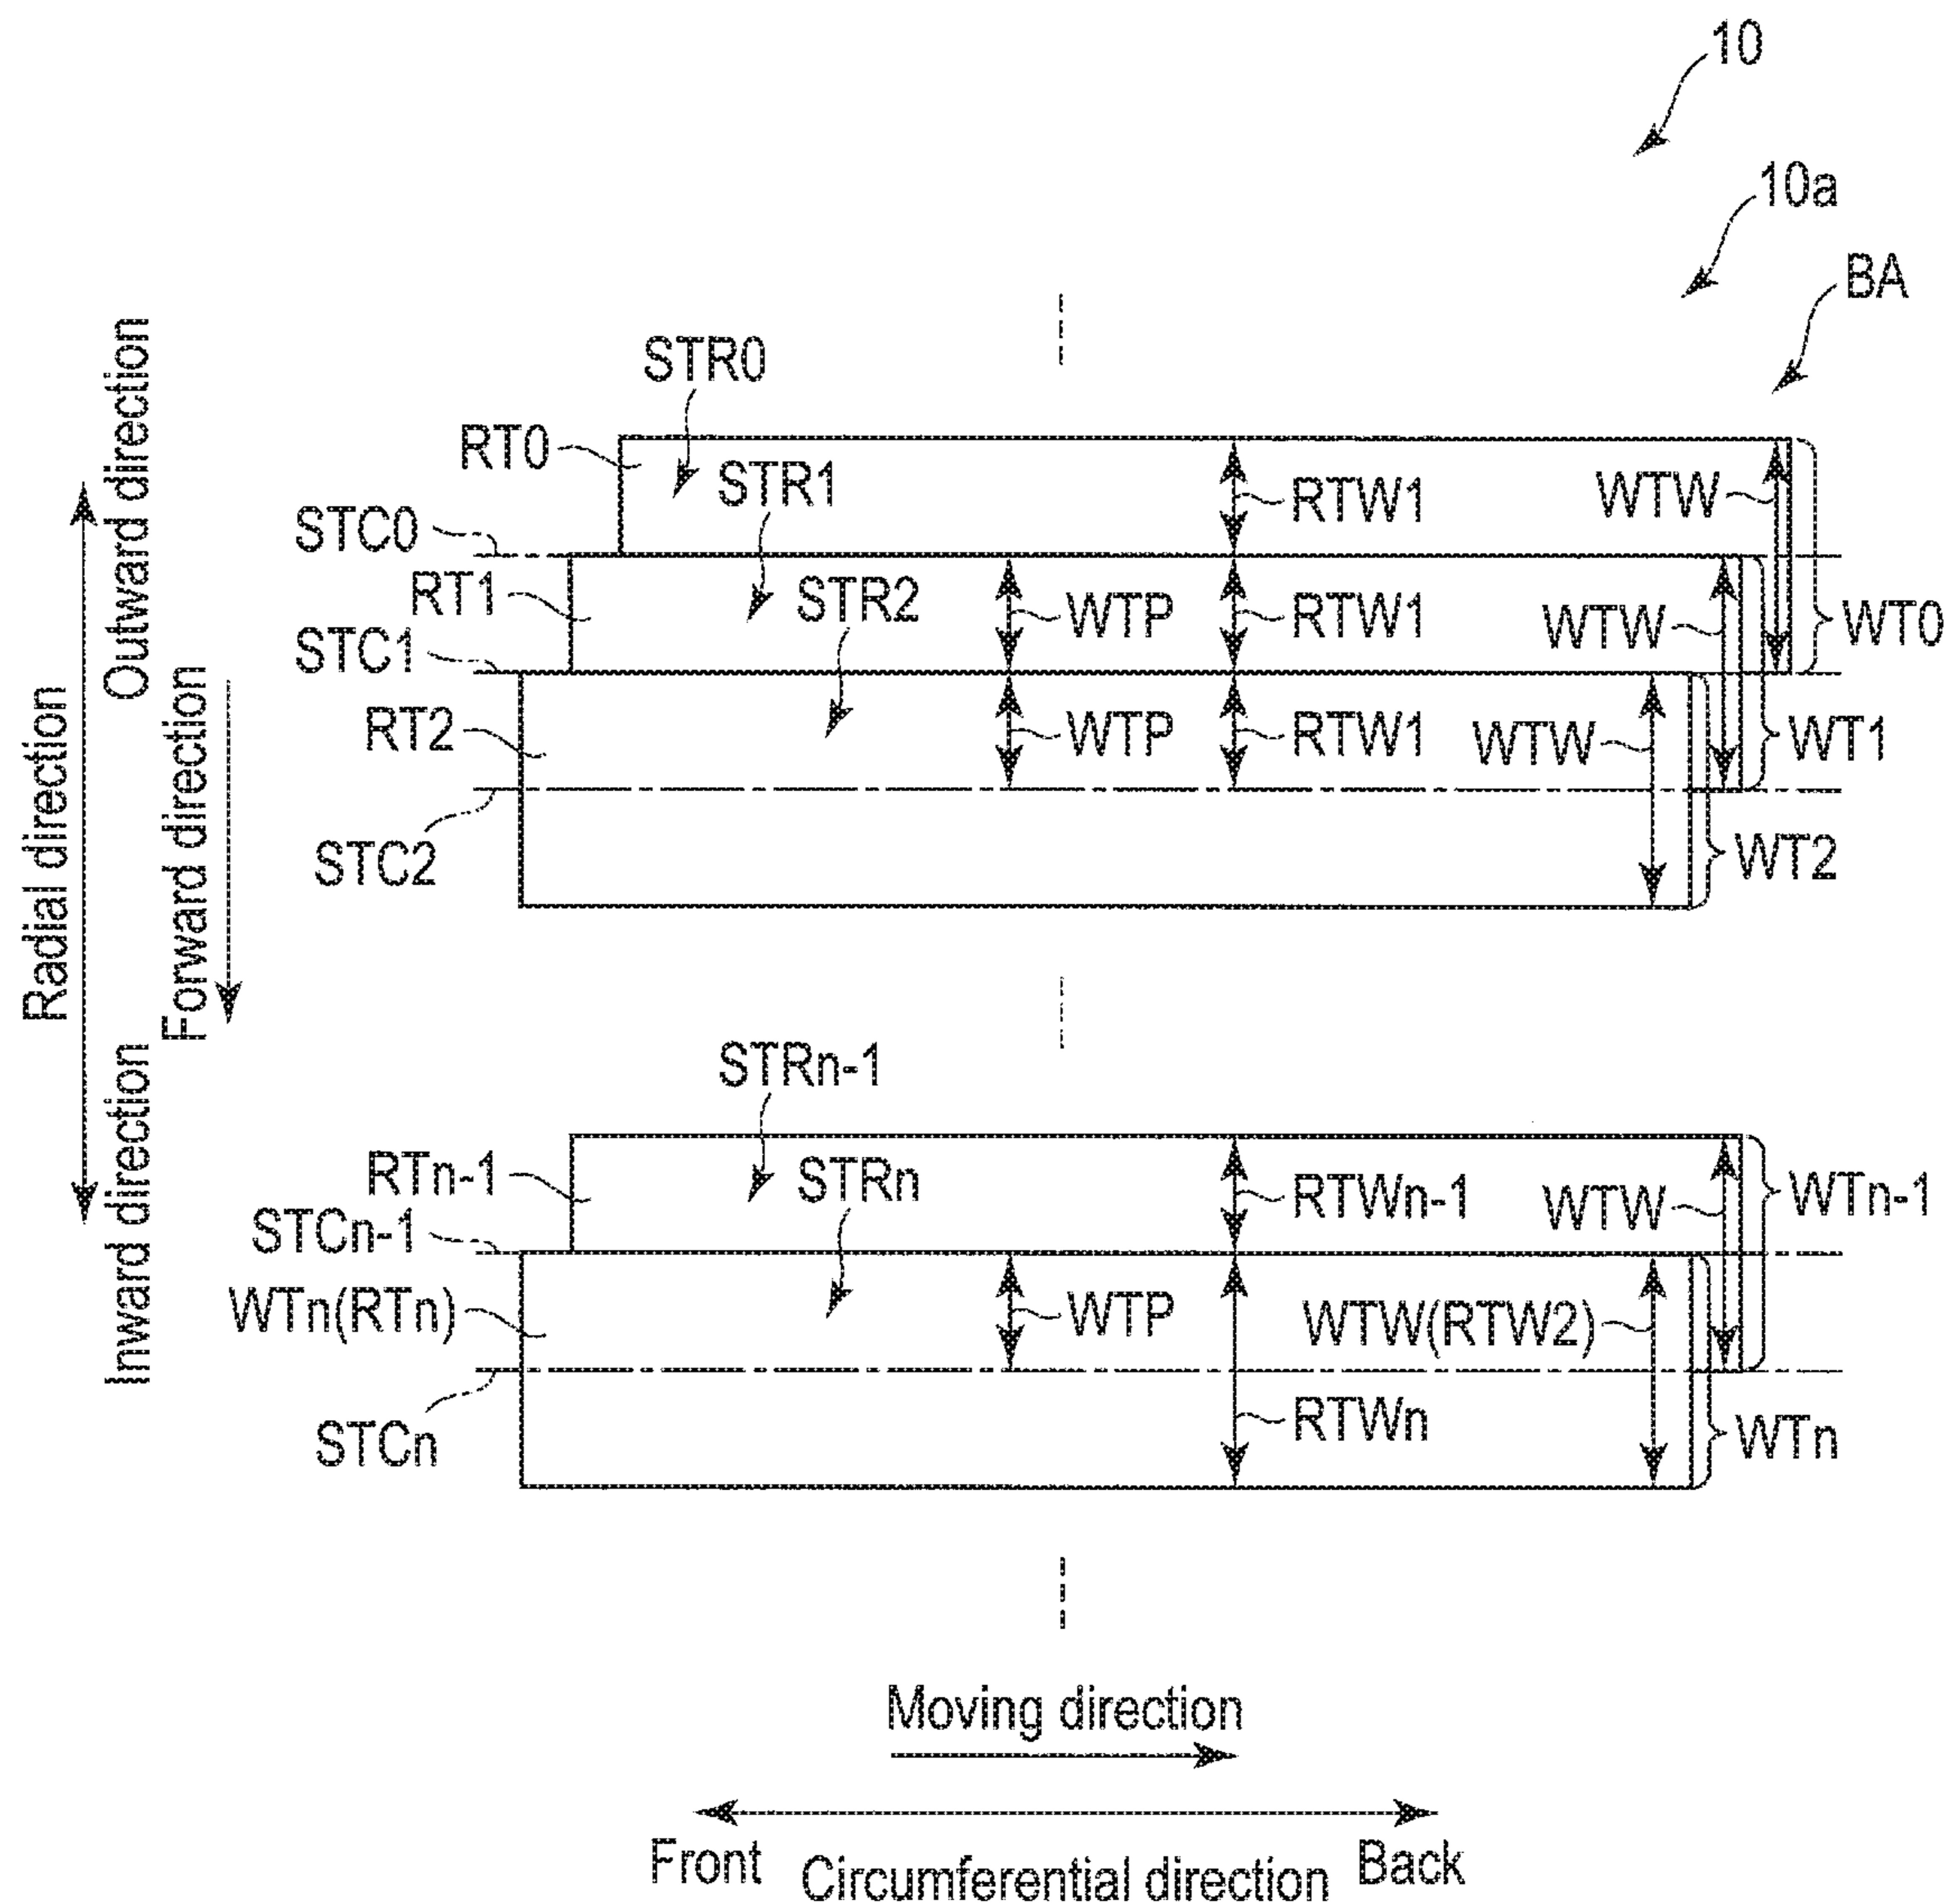 10
10a
BA
STR0
RT0
STR1
RTW1
WTW
STC0
RT1
STR2
WTP
RTW1
WTW
WT0
STC1
RT2
WTP
RTW1
WTW
WT1
STC2
WT2
STRn-1
RTn-1
STRn
RTWn-1
WTW
WTn-1
STCn-1
WTn(RTn)
WTP
WTW(RTW2)
STCn
RTWn
WTn
Radial direction
Outward direction
Inward direction
Forward direction
Moving direction
Front
Circumferential direction
Back